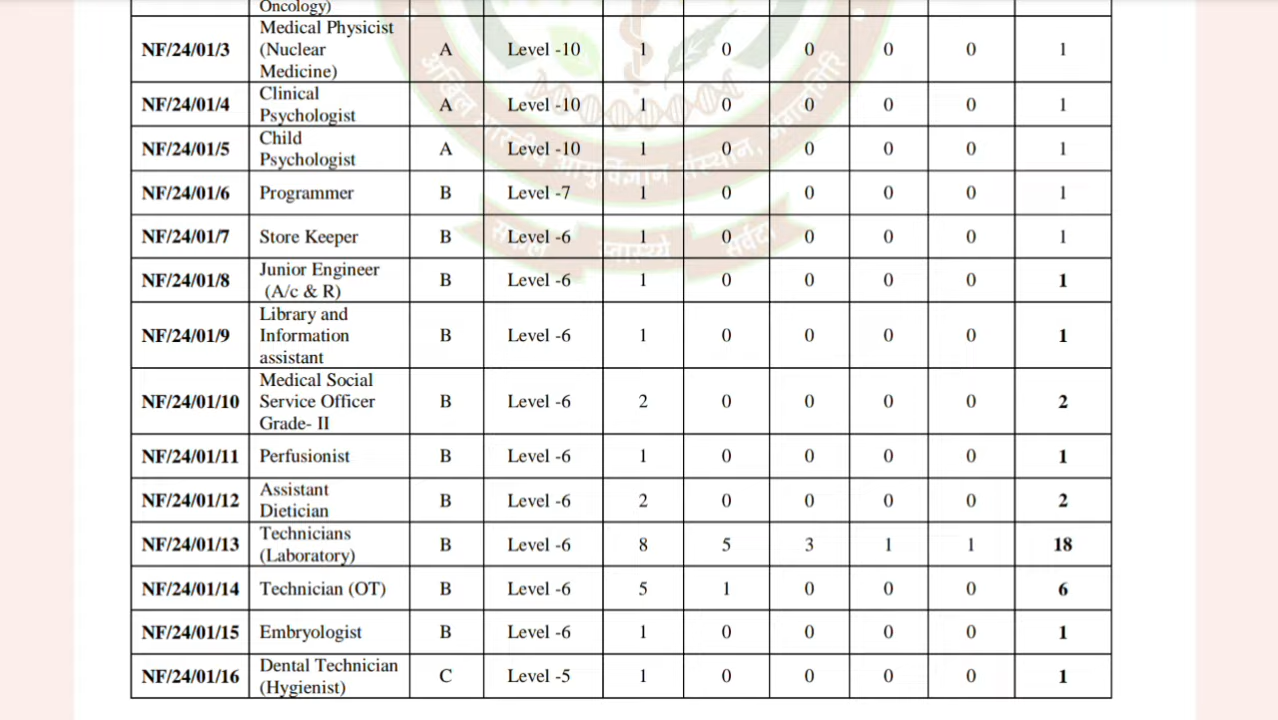 Oncology)
NF/24/01/3 Medical Physicist (Nuclear Medicine) A Level -10 1 0 0 0 0 1
NF/24/01/4 Clinical Psychologist A Level -10 1 0 0 0 0 1
NF/24/01/5 Child Psychologist A Level -10 1 0 0 0 0 1
NF/24/01/6 Programmer B Level -7 1 0 0 0 0 1
NF/24/01/7 Store Keeper B Level -6 1 0 0 0 0 1
NF/24/01/8 Junior Engineer (A/c & R) B Level -6 1 0 0 0 0 1
NF/24/01/9 Library and Information assistant B Level -6 1 0 0 0 0 1
NF/24/01/10 Medical Social Service Officer Grade- II B Level -6 2 0 0 0 0 2
NF/24/01/11 Perfusionist B Level -6 1 0 0 0 0 1
NF/24/01/12 Assistant Dietician B Level -6 2 0 0 0 0 2
NF/24/01/13 Technicians (Laboratory) B Level -6 8 5 3 1 1 18
NF/24/01/14 Technician (OT) B Level -6 5 1 0 0 0 6
NF/24/01/15 Embryologist B Level -6 1 0 0 0 0 1
NF/24/01/16 Dental Technician (Hygienist) C Level -5 1 0 0 0 0 1